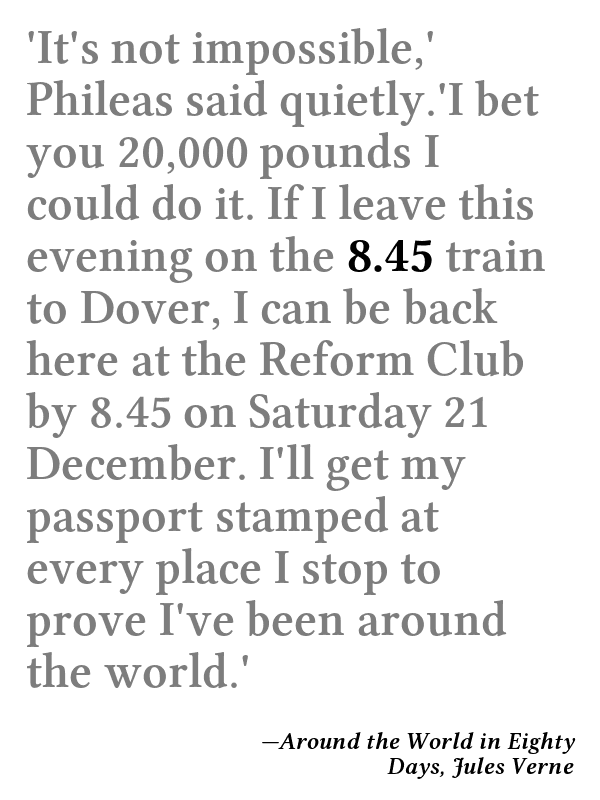 'It's not impossible,'
Phileas said quietly.'I bet
you 20,000 pounds I
could do it. If I leave this
evening on the 8.45 train
to Dover, I can be back
here at the Reform Club
by 8.45 on Saturday 21
December. I'll get my
passport stamped at
every place I stop to
prove I've been around
the world.'
—Around the World in Eighty
Days, Jules Verne